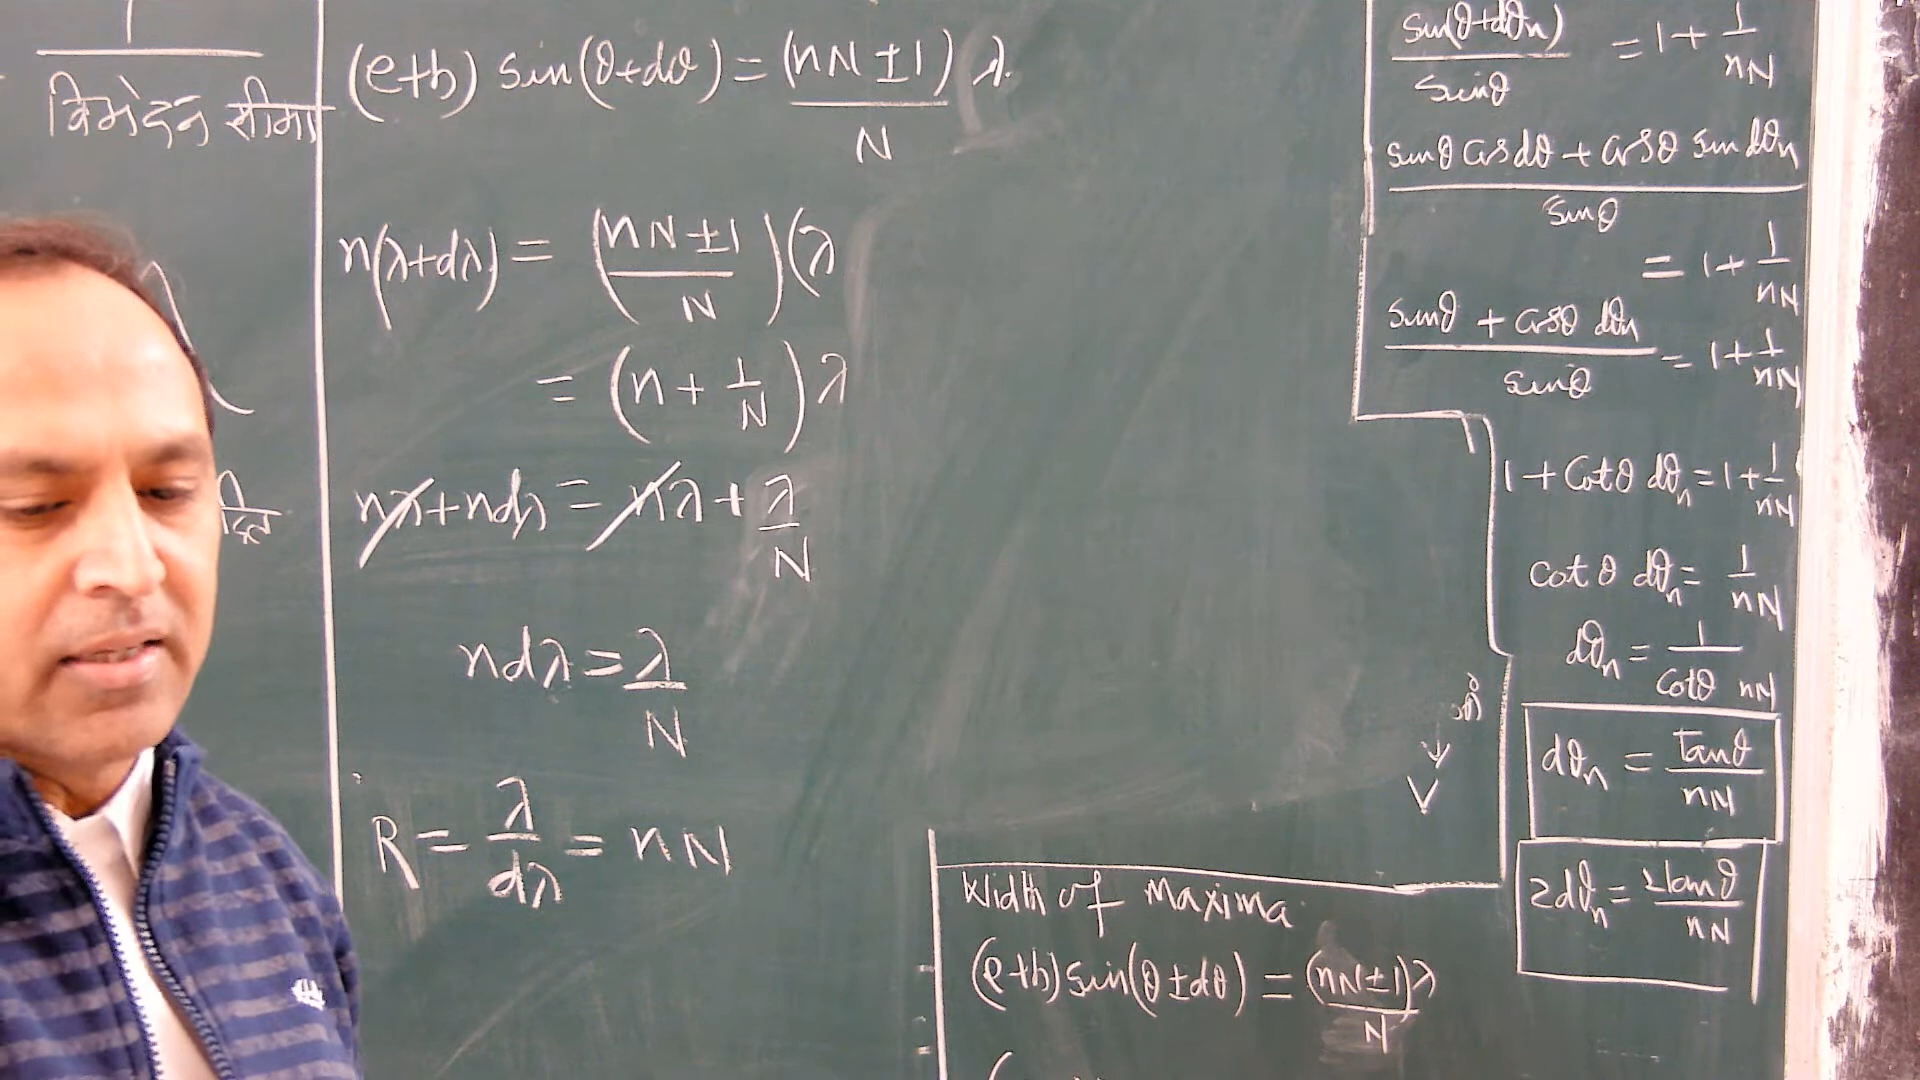 1
विभेदन सीमा
(e+b) sin(θ+dθ) = (nN±1)/N λ.
n(λ+dλ) = (nN±1/N)(λ
= (n+1/N)λ
nλ+ndλ = nλ+λ/N
ndλ = λ/N
R = λ/dλ = nN
sin(θ+dθn)/sinθ = 1+1/nN
sinθ cosdθ + cosθ sin dθn/sinθ
= 1+1/nN
sinθ + cosθ dθn/sinθ = 1+1/nN
1 + Cotθ dθn = 1+1/nN
cot θ dθn = 1/nN
dθn = 1/cotθ nN
dθn = tanθ/nN
2dθn = 2tanθ/nN
Width of Maxima
(e+b) sin(θ±dθ) = (nN±1)λ/N